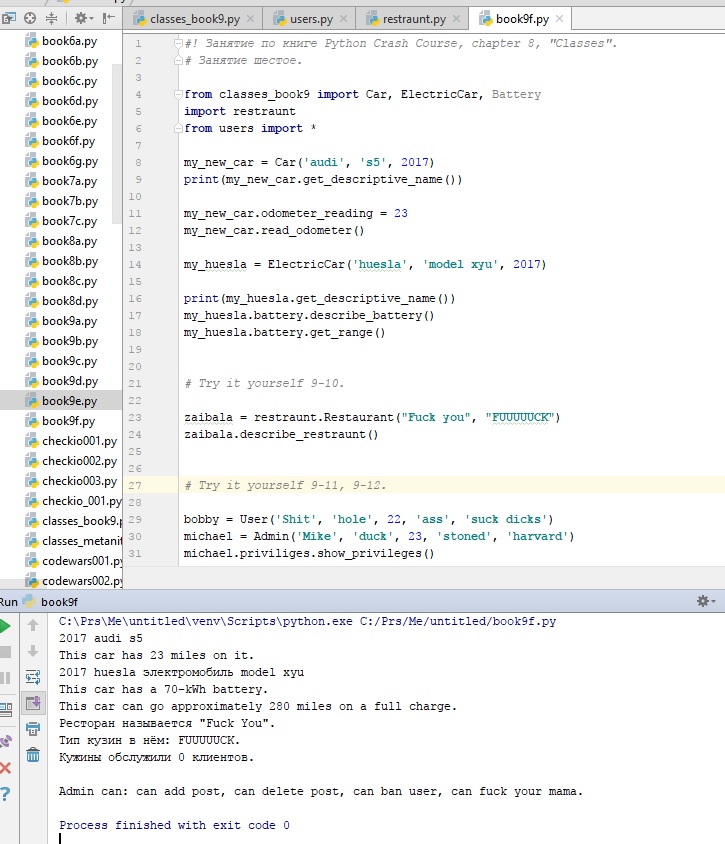 classes_book9.py
users.py
restraunt.py
book9f.py
book6a.py
book6b.py
book6c.py
book6d.py
book6e.py
book6f.py
book6g.py
book7a.py
book7b.py
book7c.py
book8a.py
book8b.py
book8c.py
book8d.py
book9a.py
book9b.py
book9c.py
book9d.py
book9e.py
book9f.py
checkio001.py
checkio002.py
checkio003.py
checkio_001.py
classes_book9.p
classes_metanit
codewars001.py
codewars002.py
1 #! Занятие по книге Python Crash Course, chapter 8, "Classes".
2 # Занятие шестое.
3
4 from classes_book9 import Car, ElectricCar, Battery
5 import restraunt
6 from users import *
7
8 my_new_car = Car('audi', 's5', 2017)
9 print(my_new_car.get_descriptive_name())
10
11 my_new_car.odometer_reading = 23
12 my_new_car.read_odometer()
13
14 my_huesla = ElectricCar('huesla', 'model xyu', 2017)
15
16 print(my_huesla.get_descriptive_name())
17 my_huesla.battery.describe_battery()
18 my_huesla.battery.get_range()
19
20
21 # Try it yourself 9-10.
22
23 zaibala = restraunt.Restaurant("Fuck you", "FUUUUUCK")
24 zaibala.describe_restraunt()
25
26
27 # Try it yourself 9-11, 9-12.
28
29 bobby = User('Shit', 'hole', 22, 'ass', 'suck dicks')
30 michael = Admin('Mike', 'duck', 23, 'stoned', 'harvard')
31 michael.priviliges.show_privileges()
Run book9f
C:\Prs\Me\untitled\venv\Scripts\python.exe C:/Prs/Me/untitled/book9f.py
2017 audi s5
This car has 23 miles on it.
2017 huesla электромобиль model xyu
This car has a 70-kWh battery.
This car can go approximately 280 miles on a full charge.
Ресторан называется "Fuck You".
Тип кузин в нём: FUUUUUCK.
Кужины обслужили 0 клиентов.
Admin can: can add post, can delete post, can ban user, can fuck your mama.
Process finished with exit code 0